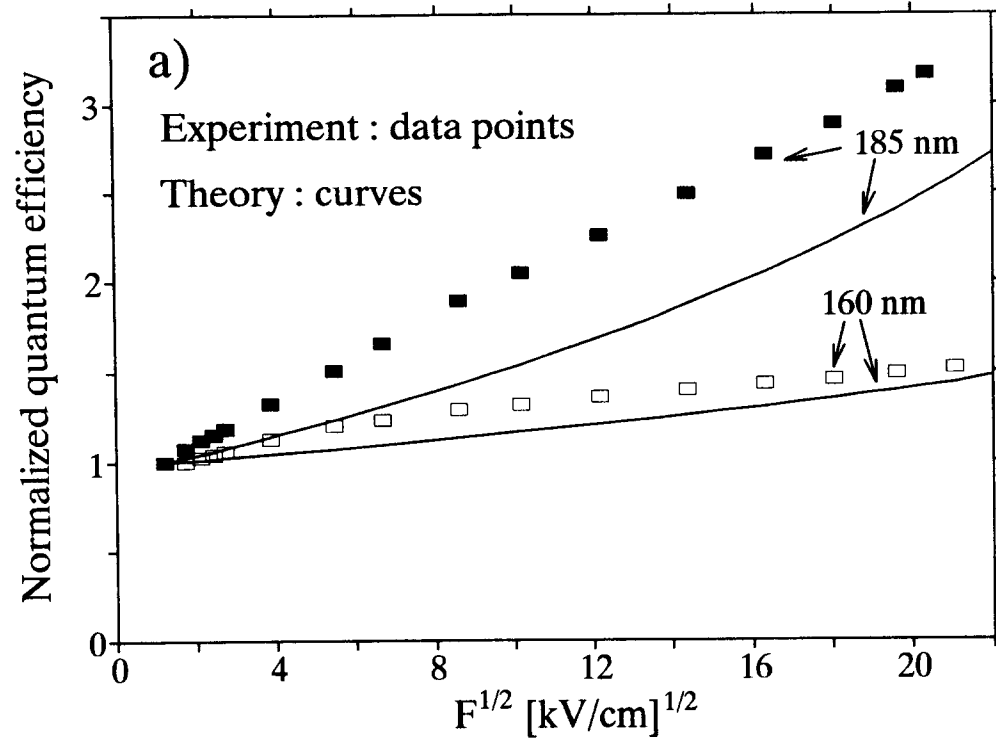 a)
Experiment : data points
Theory : curves
185 nm
160 nm
Normalized quantum efficiency
3
2
1
0
0 4 8 12 16 20
F^{1/2} [kV/cm]^{1/2}